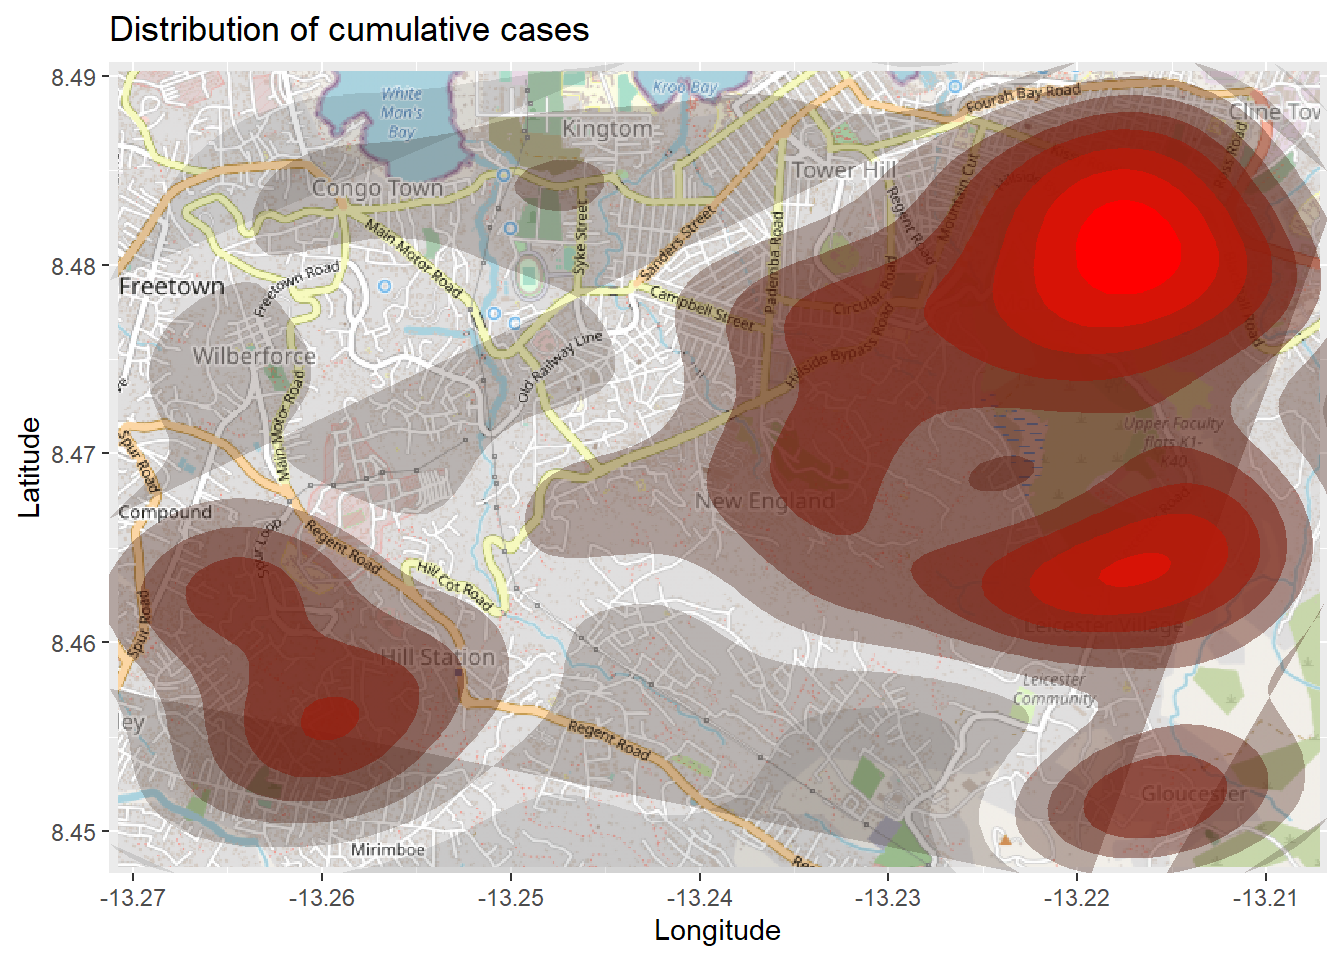 Distribution of cumulative cases
8.49
8.48
8.47
8.46
8.45
Latitude
White
Man's
Bay
Kroo Bay
Fourah Bay Road
Cline Tow
Kingtom
Tower Hill
Congo Town
Main Motor Road
Syke Street
Sanders Street
Pademba Road
Regent Road
Mountain Cut
Ross Road
Freetown
Freetown Road
Campbell Street
Circular Road
Hillside Bypass Road
Old Railway Line
Wilberforce
Main Motor Road
Upper Faculty
flats-K1-
K40
Spur Road
New England
Compound
Spur Loop
Regent Road
Hill Cot Road
Road
Spur Road
Leicester Village
Hill Station
Leicester
Community
ley
Regent Road
Gloucester
Mirimboe
Re
-13.27
-13.26
-13.25
-13.24
-13.23
-13.22
-13.21
Longitude